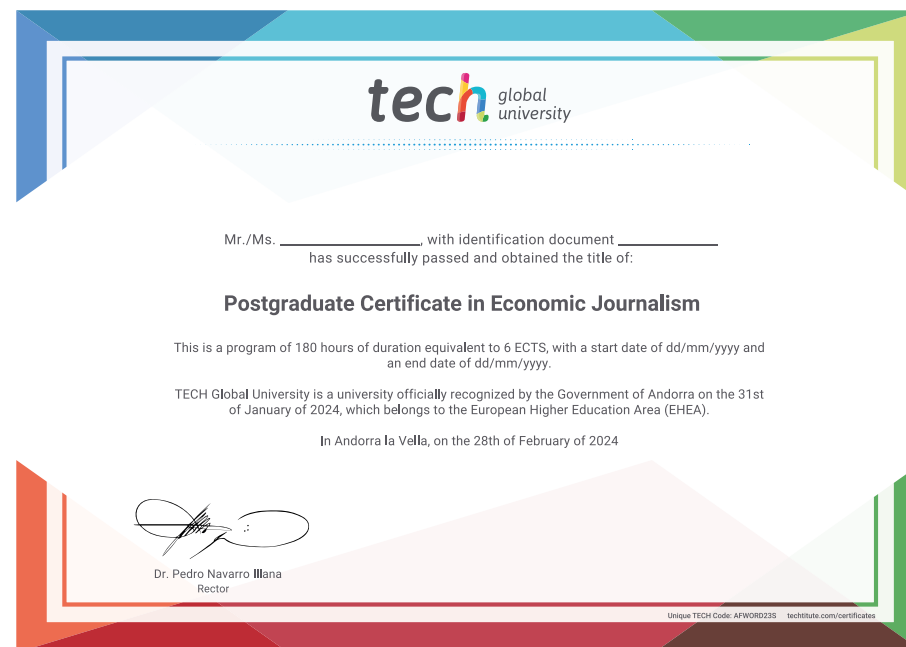 tech global
university
Mr./Ms. ____________, with identification document ____________
has successfully passed and obtained the title of:
Postgraduate Certificate in Economic Journalism
This is a program of 180 hours of duration equivalent to 6 ECTS, with a start date of dd/mm/yyyy and
an end date of dd/mm/yyyy.
TECH Global University is a university officially recognized by the Government of Andorra on the 31st
of January of 2024, which belongs to the European Higher Education Area (EHEA).
In Andorra la Vella, on the 28th of February of 2024
Dr. Pedro Navarro Illana
Rector
Unique TECH Code: AFWORD23S techtitute.com/certificates